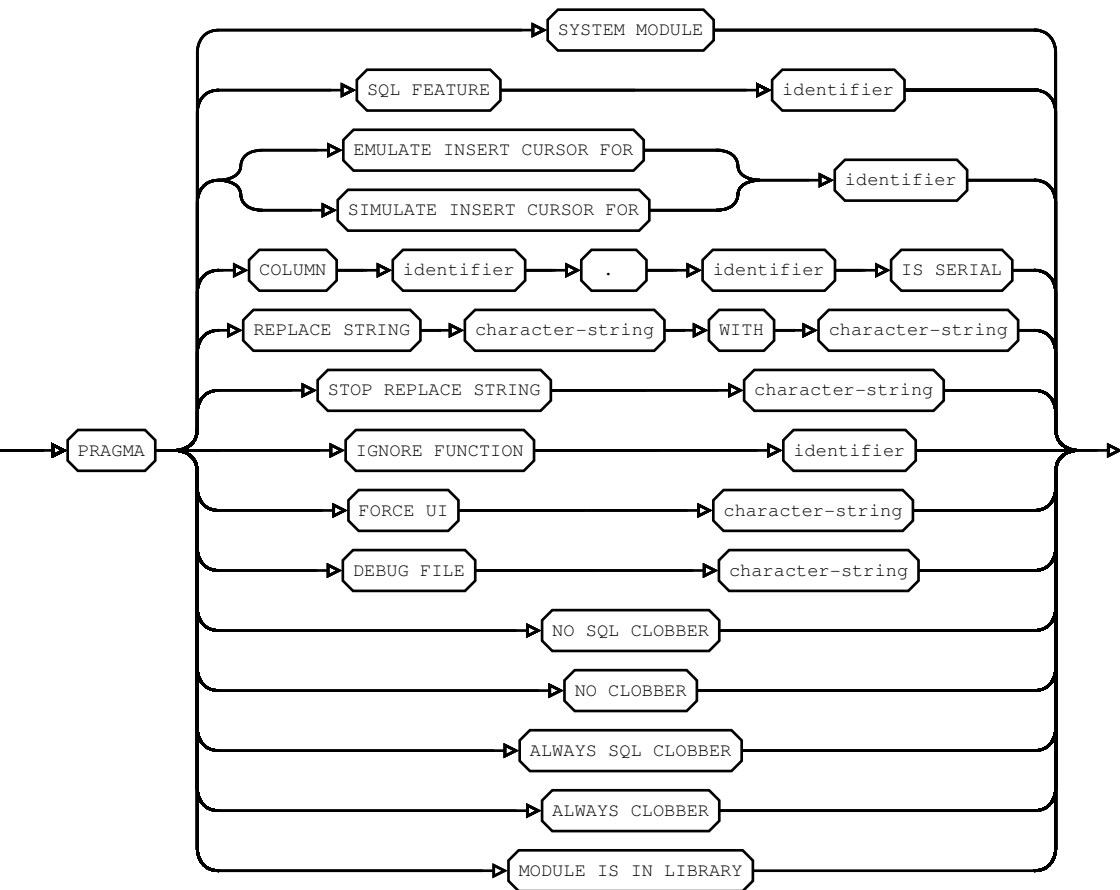 SYSTEM MODULE
SQL FEATURE identifier
EMULATE INSERT CURSOR FOR
identifier
SIMULATE INSERT CURSOR FOR
COLUMN identifier . identifier IS SERIAL
REPLACE STRING character-string WITH character-string
STOP REPLACE STRING character-string
PRAGMA IGNORE FUNCTION identifier
FORCE UI character-string
DEBUG FILE character-string
NO SQL CLOBBER
NO CLOBBER
ALWAYS SQL CLOBBER
ALWAYS CLOBBER
MODULE IS IN LIBRARY